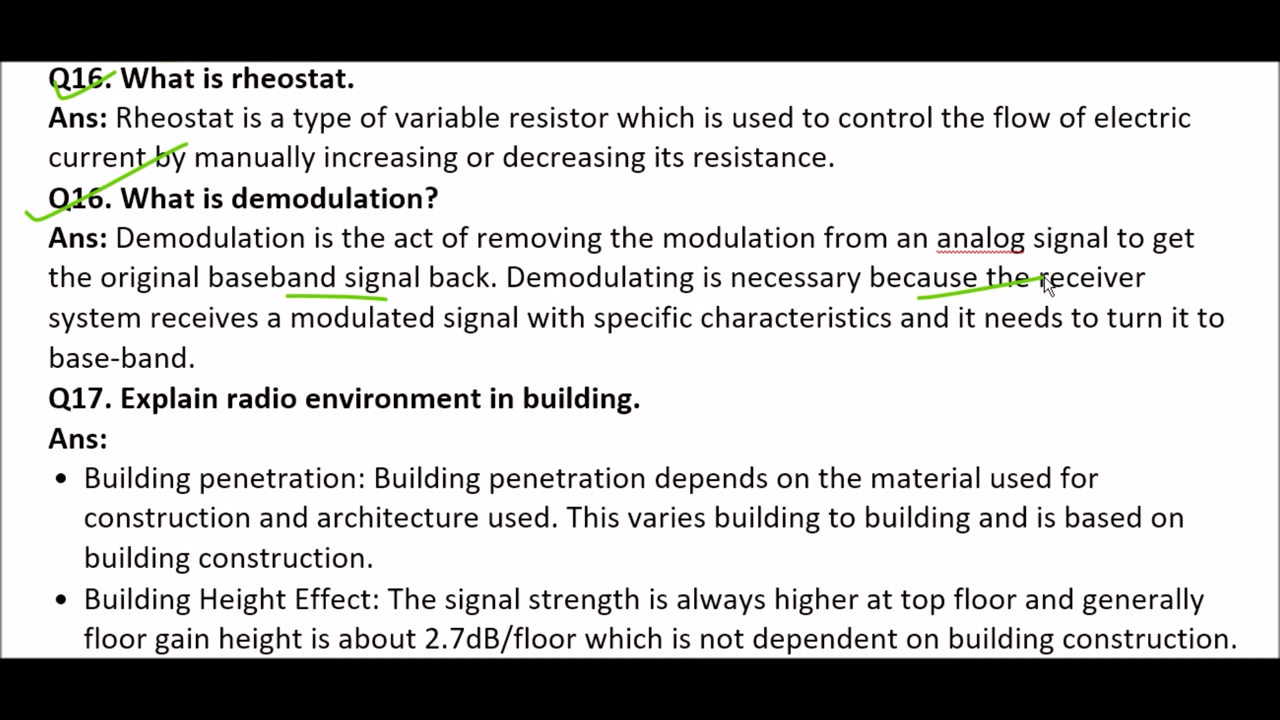 Q16. What is rheostat.
Ans: Rheostat is a type of variable resistor which is used to control the flow of electric
current by manually increasing or decreasing its resistance.
Q16. What is demodulation?
Ans: Demodulation is the act of removing the modulation from an analog signal to get
the original baseband signal back. Demodulating is necessary because the receiver
system receives a modulated signal with specific characteristics and it needs to turn it to
base-band.
Q17. Explain radio environment in building.
Ans:
• Building penetration: Building penetration depends on the material used for
construction and architecture used. This varies building to building and is based on
building construction.
• Building Height Effect: The signal strength is always higher at top floor and generally
floor gain height is about 2.7dB/floor which is not dependent on building construction.